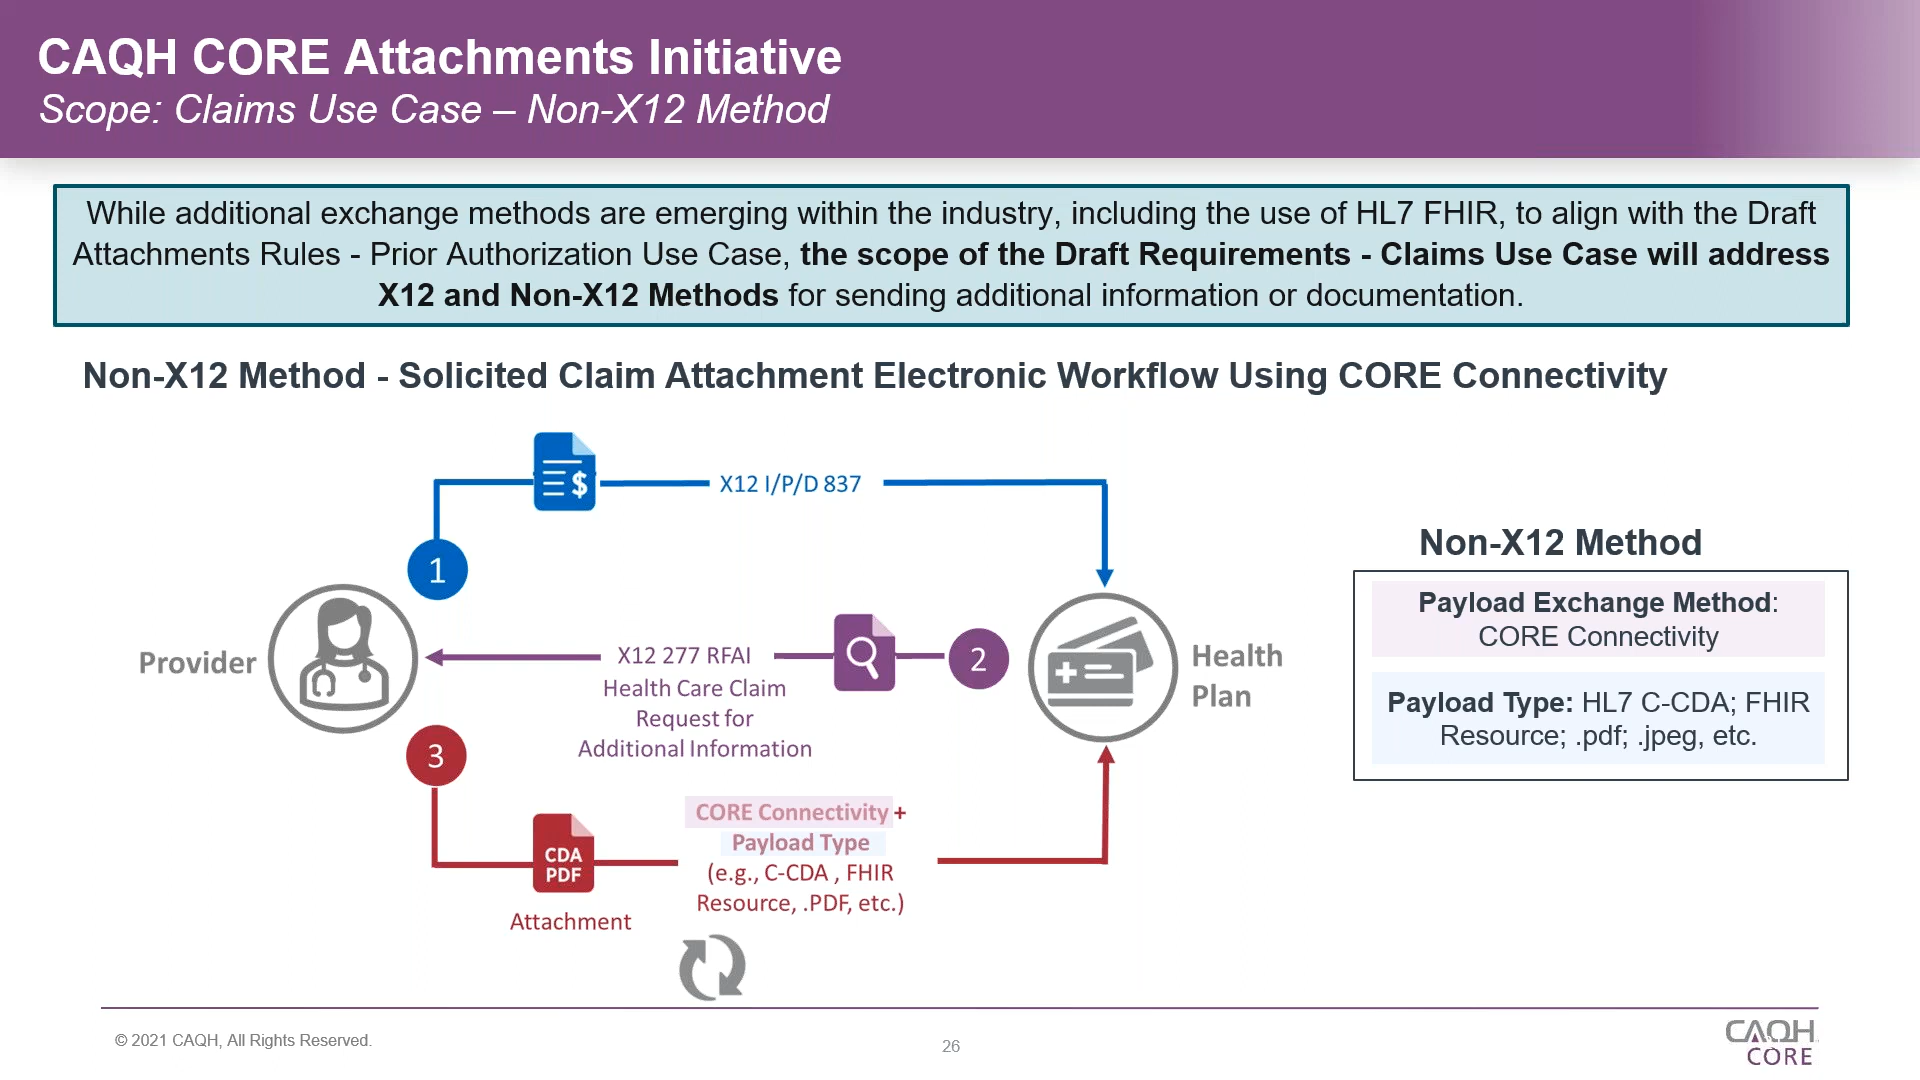 CAQH CORE Attachments Initiative
Scope: Claims Use Case – Non-X12 Method
While additional exchange methods are emerging within the industry, including the use of HL7 FHIR, to align with the Draft
Attachments Rules - Prior Authorization Use Case, the scope of the Draft Requirements - Claims Use Case will address
X12 and Non-X12 Methods for sending additional information or documentation.
Non-X12 Method - Solicited Claim Attachment Electronic Workflow Using CORE Connectivity
$
X12 I/P/D 837
1
Provider
X12 277 RFAI
Health Care Claim
Request for
Additional Information
2
Health
Plan
3
CDA
PDF
Attachment
CORE Connectivity +
Payload Type
(e.g., C-CDA , FHIR
Resource, .PDF, etc.)
Non-X12 Method
Payload Exchange Method:
CORE Connectivity
Payload Type: HL7 C-CDA; FHIR
Resource; .pdf; .jpeg, etc.
© 2021 CAQH, All Rights Reserved.
26
CAQH
CORE